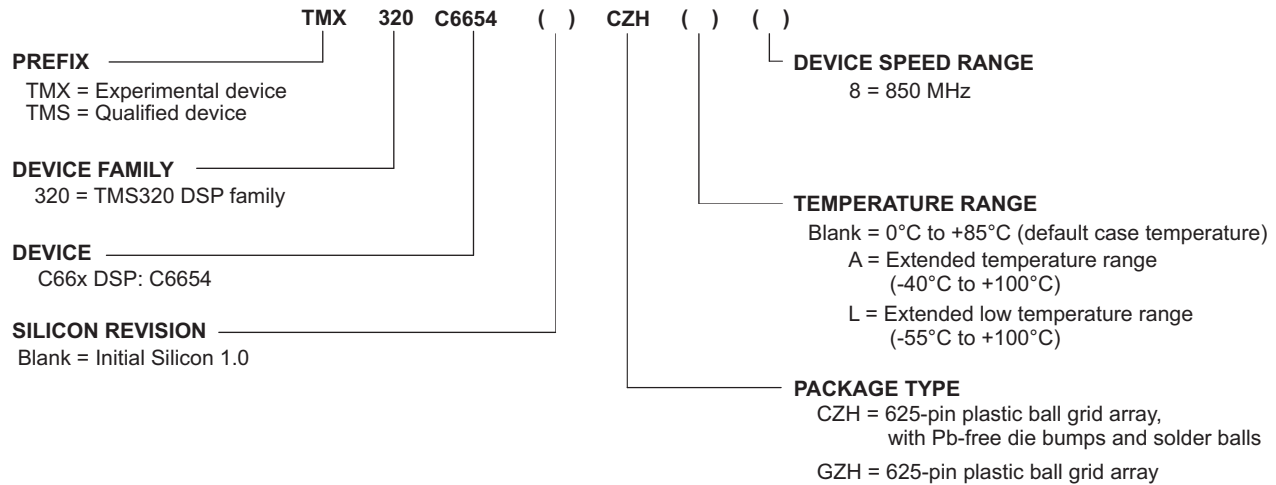 TMX 320 C6654 ( ) CZH ( ) ( )
PREFIX
TMX = Experimental device
TMS = Qualified device
DEVICE FAMILY
320 = TMS320 DSP family
DEVICE
C66x DSP: C6654
SILICON REVISION
Blank = Initial Silicon 1.0
DEVICE SPEED RANGE
8 = 850 MHz
TEMPERATURE RANGE
Blank = 0°C to +85°C (default case temperature)
A = Extended temperature range
(-40°C to +100°C)
L = Extended low temperature range
(-55°C to +100°C)
PACKAGE TYPE
CZH = 625-pin plastic ball grid array,
with Pb-free die bumps and solder balls
GZH = 625-pin plastic ball grid array